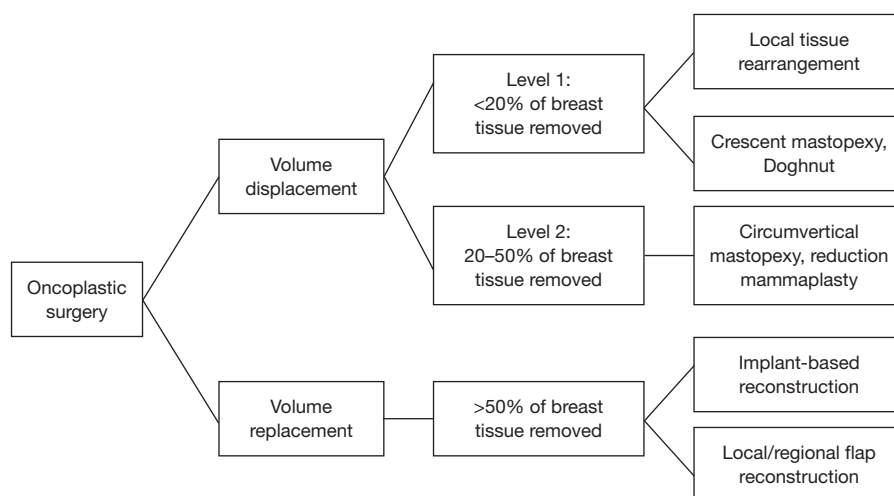 Oncoplastic
surgery
Volume
displacement
Volume
replacement
Level 1:
<20% of breast
tissue removed
Level 2:
20–50% of breast
tissue removed
>50% of breast
tissue removed
Local tissue
rearrangement
Crescent mastopexy,
Doghnut
Circumvertical
mastopexy, reduction
mammaplasty
Implant-based
reconstruction
Local/regional flap
reconstruction